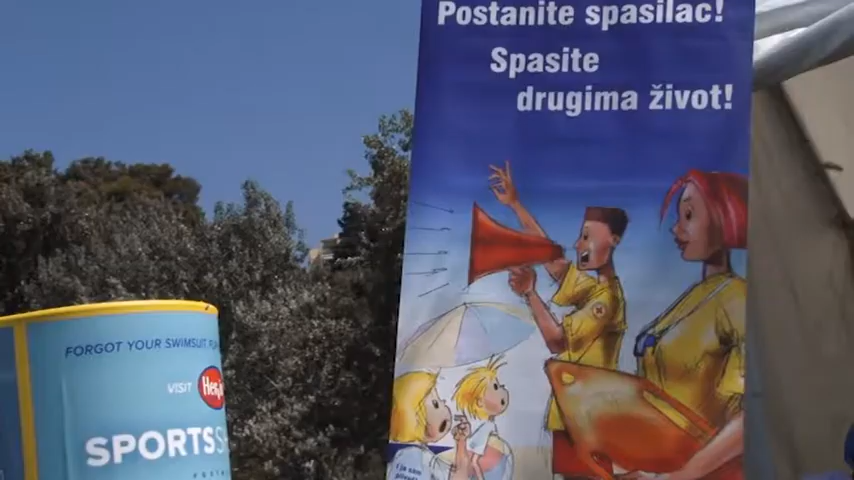 Postanite spasilac!
Spasite
drugima život!
FORGOT YOUR SWIMSUIT
VISIT
SPORTS